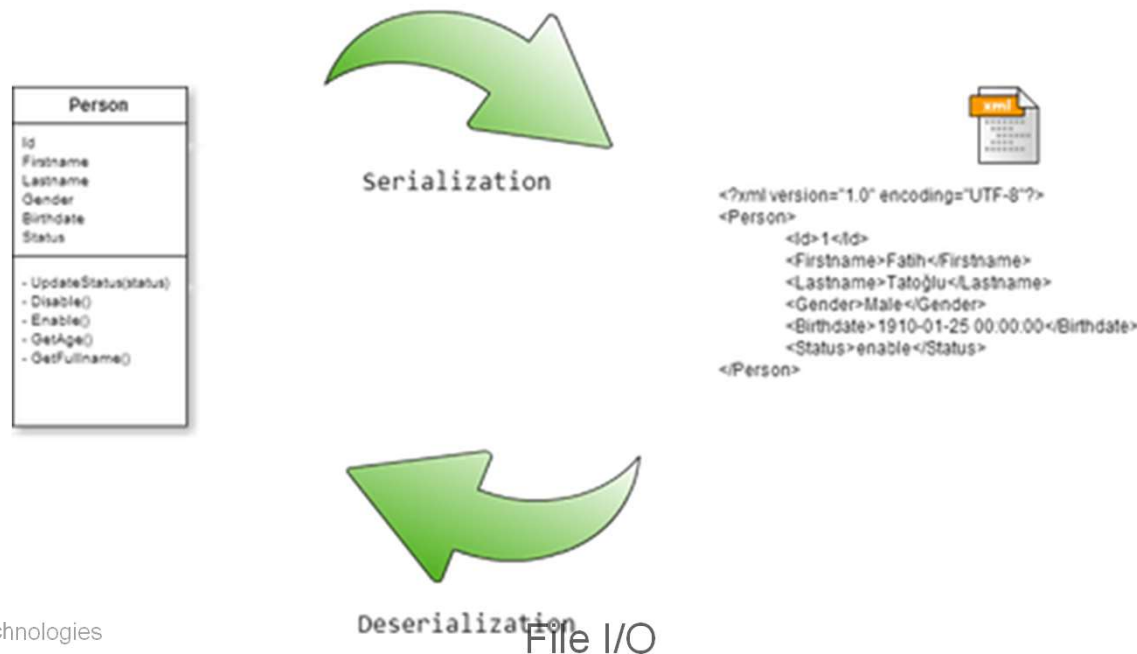 Person
Id
Firstname
Lastname
Gender
Birthdate
Status
- UpdateStatus(status)
- Disable()
- Enable()
- GetAge()
- GetFullname()
Serialization
xml
<?xml version="1.0" encoding="UTF-8"?>
<Person>
<Id>1</Id>
<Firstname>Fatih</Firstname>
<Lastname>Tatoğlu</Lastname>
<Gender>Male</Gender>
<Birthdate>1910-01-25 00:00:00</Birthdate>
<Status>enable</Status>
</Person>
Deserialization
chnologies
File I/O